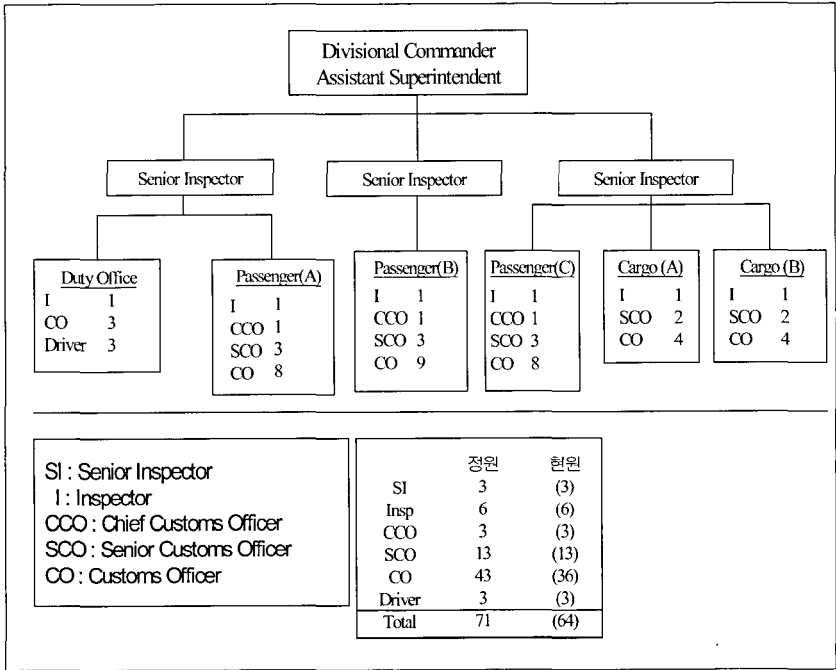 Divisional Commander
Assistant Superintendent
Senior Inspector
Senior Inspector
Senior Inspector
Duty Office
I 1
CO 3
Driver 3
Passenger(A)
I 1
CCO 1
SCO 3
CO 8
Passenger(B)
I 1
CCO 1
SCO 3
CO 9
Passenger(C)
I 1
CCO 1
SCO 3
CO 8
Cargo (A)
I 1
SCO 2
CO 4
Cargo (B)
I 1
SCO 2
CO 4
SI : Senior Inspector
I : Inspector
CCO : Chief Customs Officer
SCO : Senior Customs Officer
CO : Customs Officer
정원 현원
SI 3 (3)
Insp 6 (6)
CCO 3 (3)
SCO 13 (13)
CO 43 (36)
Driver 3 (3)
Total 71 (64)